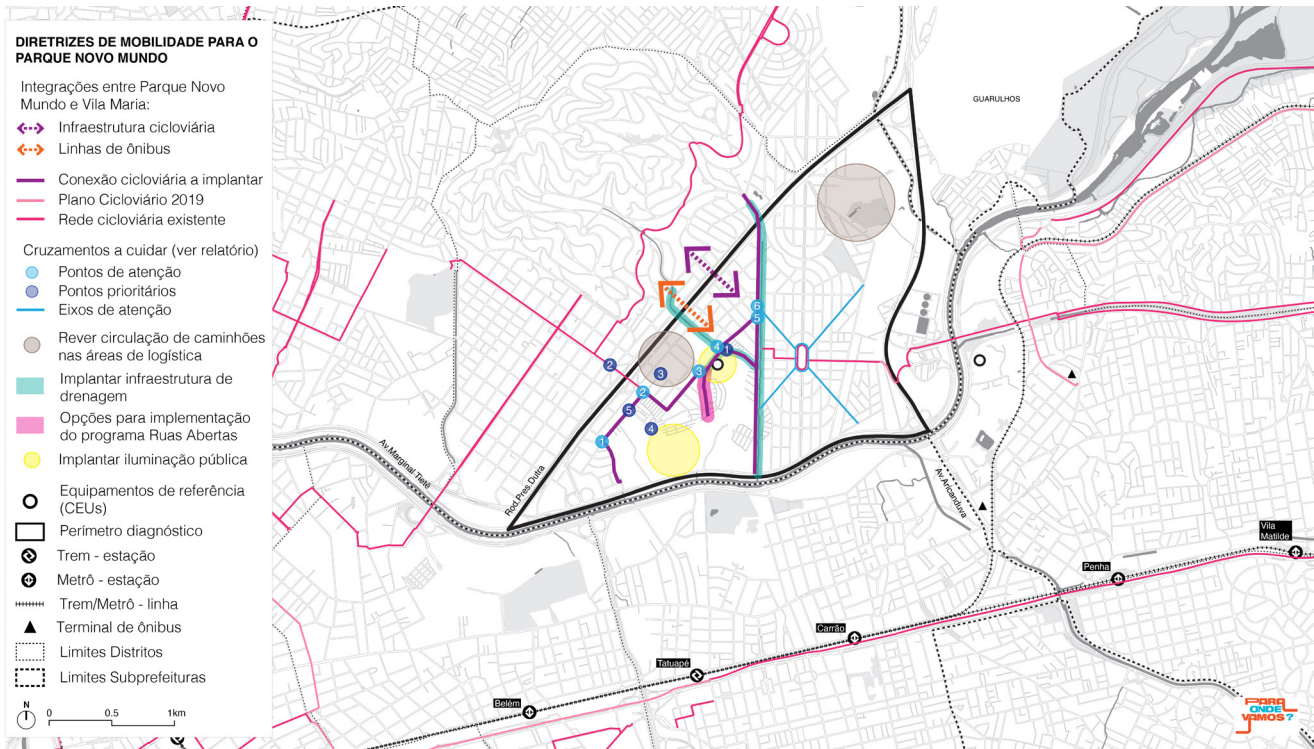 DIRETRIZES DE MOBILIDADE PARA O
PARQUE NOVO MUNDO
Integrações entre Parque Novo
Mundo e Vila Maria:
Infraestrutura cicloviária
Linhas de ônibus
Conexão cicloviária a implantar
Plano Cicloviário 2019
Rede cicloviária existente
Cruzamentos a cuidar (ver relatório)
Pontos de atenção
Pontos prioritários
Eixos de atenção
Rever circulação de caminhões
nas áreas de logística
Implantar infraestrutura de
drenagem
Opções para implementação
do programa Ruas Abertas
Implantar iluminação pública
Equipamentos de referência
(CEUs)
Perímetro diagnóstico
Trem - estação
Metrô - estação
Trem/Metrô - linha
Terminal de ônibus
Limites Distritos
Limites Subprefeituras
N
0 0.5 1km
GUARULHOS
6
5
4
1
2
3
3
2
5
4
1
Av.Marginal Tietê
Rod.Pres.Dutra
Av.Aricanduva
Vila
Matilde
Penha
Carrão
Tatuapé
Belém
PARA
ONDE
VAMOS?